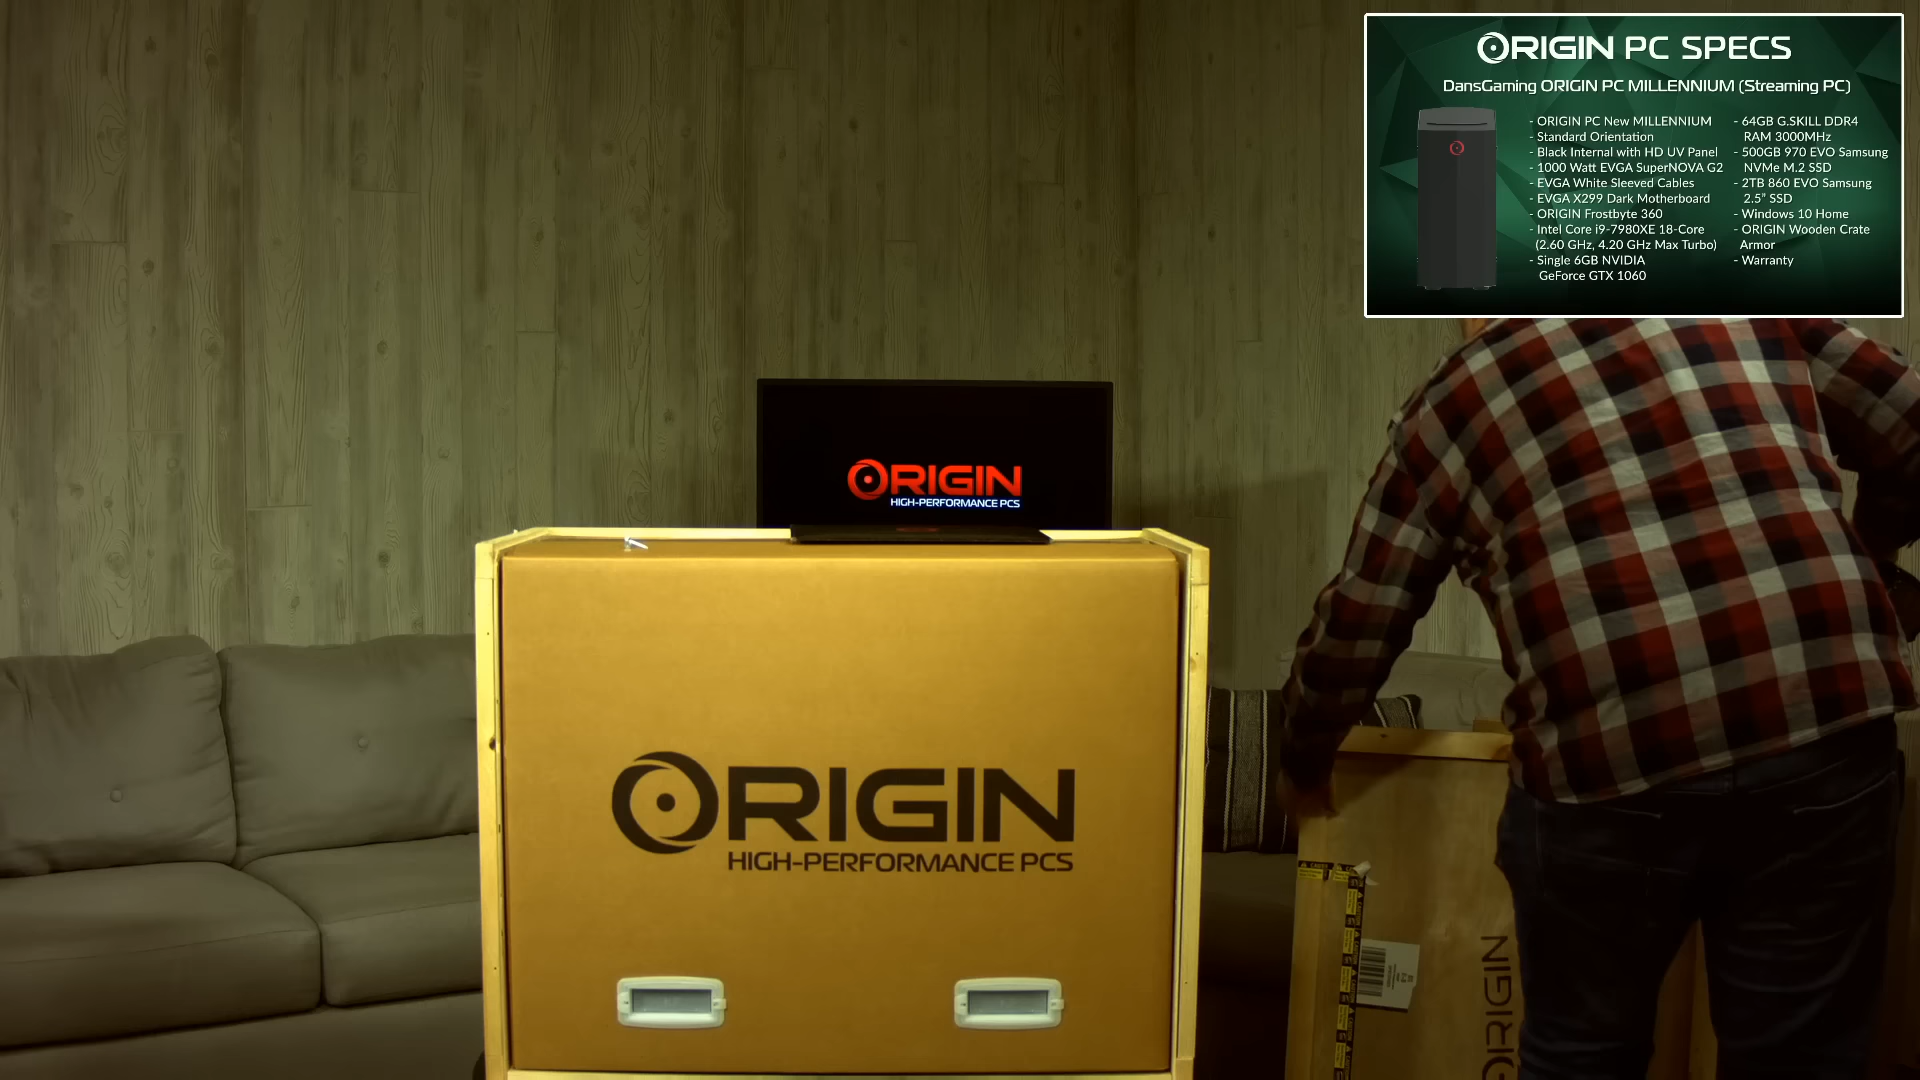 ORIGIN PC SPECS
DansGaming ORIGIN PC MILLENNIUM (Streaming PC)
- ORIGIN PC New MILLENNIUM
- Standard Orientation
- Black Internal with HD UV Panel
- 1000 Watt EVGA SuperNOVA G2
- EVGA White Sleeved Cables
- EVGA X299 Dark Motherboard
- ORIGIN Frostbyte 360
- Intel Core i9-7980XE 18-Core
(2.60 GHz, 4.20 GHz Max Turbo)
- Single 6GB NVIDIA
GeForce GTX 1060
- 64GB G.SKILL DDR4
RAM 3000MHz
- 500GB 970 EVO Samsung
NVMe M.2 SSD
- 2TB 860 EVO Samsung
2.5" SSD
- Windows 10 Home
- ORIGIN Wooden Crate
Armor
- Warranty
ORIGIN
HIGH-PERFORMANCE PCS
ORIGIN
HIGH-PERFORMANCE PCS
ORIGIN
ORIGIN